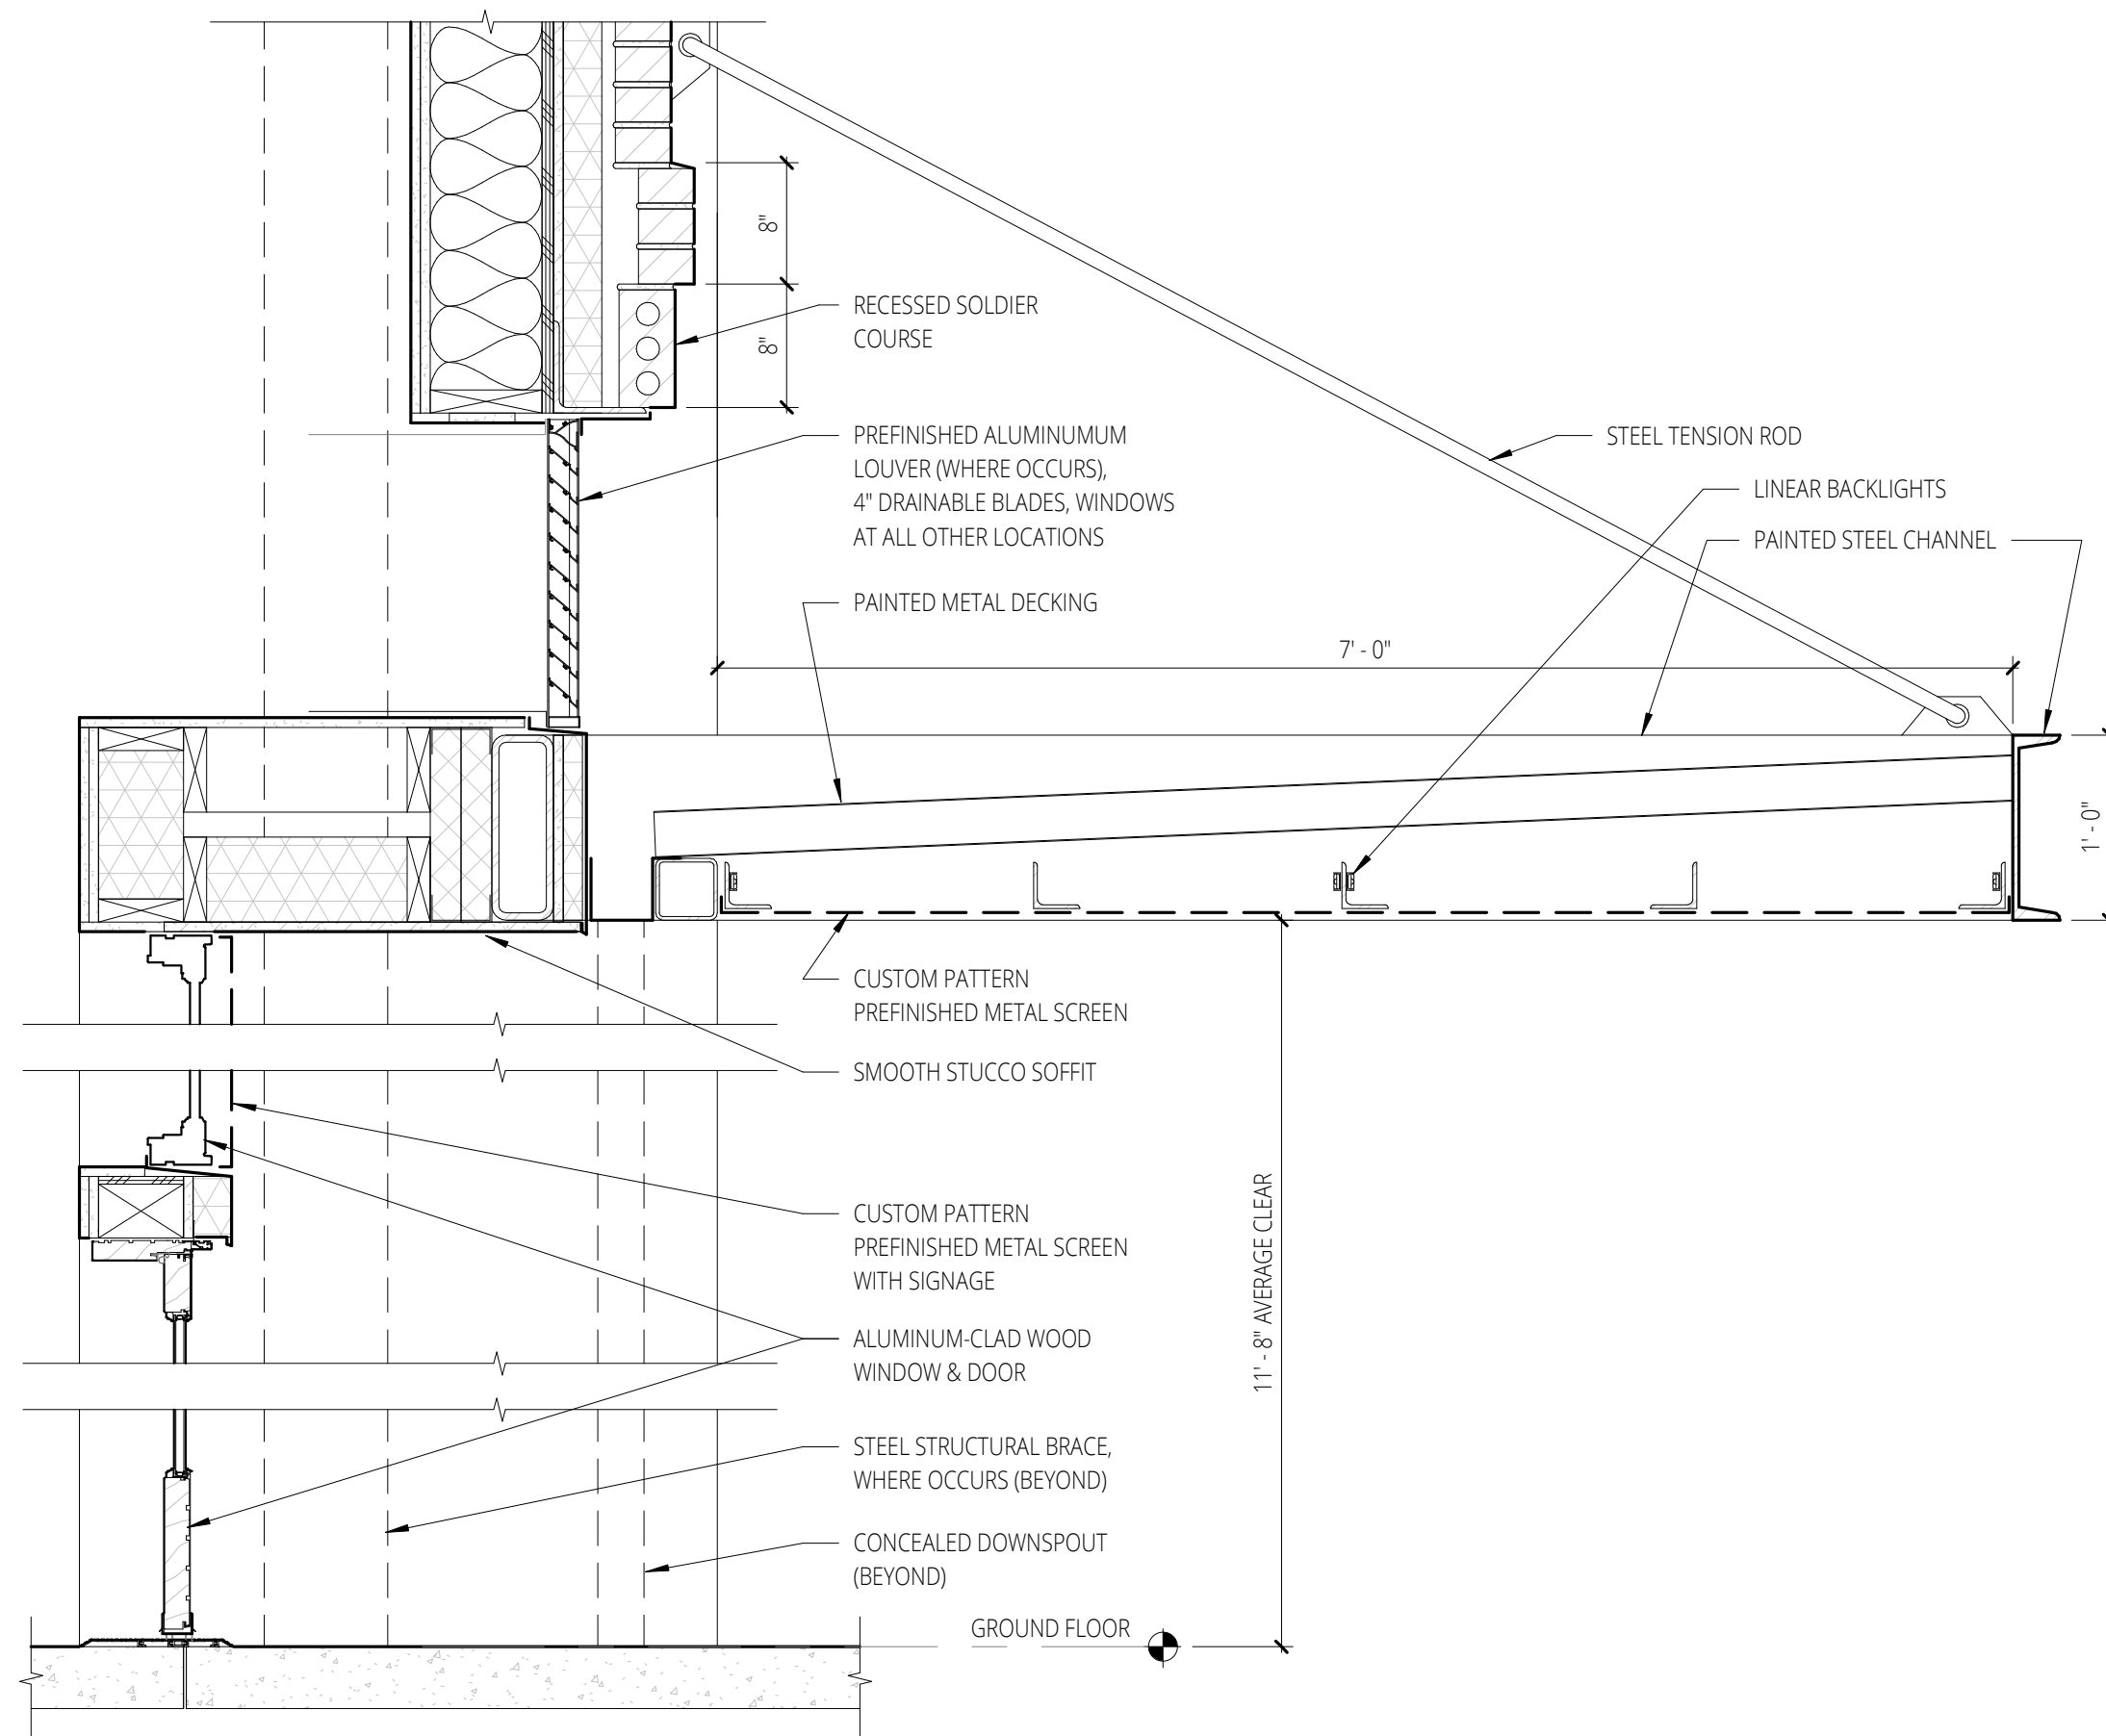 8"
8"
RECESSED SOLDIER
COURSE
PREFINISHED ALUMINUMUM
LOUVER (WHERE OCCURS),
4" DRAINABLE BLADES, WINDOWS
AT ALL OTHER LOCATIONS
STEEL TENSION ROD
LINEAR BACKLIGHTS
PAINTED STEEL CHANNEL
PAINTED METAL DECKING
7' - 0"
1' - 0"
CUSTOM PATTERN
PREFINISHED METAL SCREEN
SMOOTH STUCCO SOFFIT
CUSTOM PATTERN
PREFINISHED METAL SCREEN
WITH SIGNAGE
11' - 8" AVERAGE CLEAR
ALUMINUM-CLAD WOOD
WINDOW & DOOR
STEEL STRUCTURAL BRACE,
WHERE OCCURS (BEYOND)
CONCEALED DOWNSPOUT
(BEYOND)
GROUND FLOOR